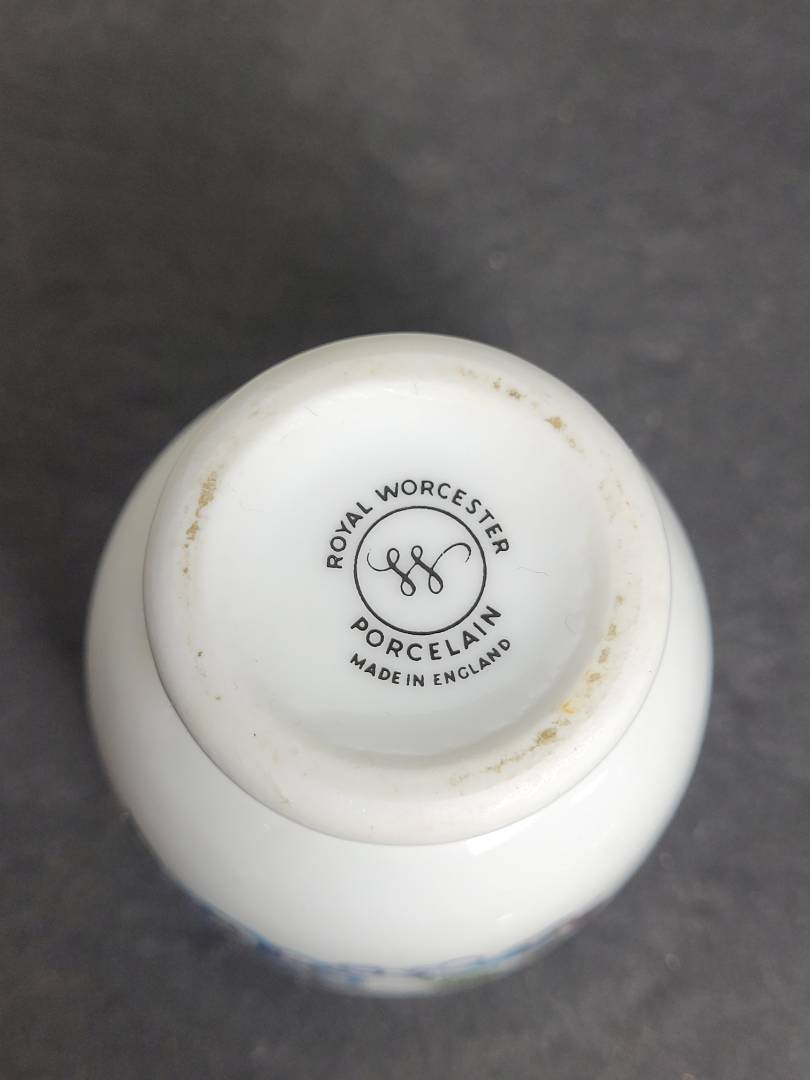 ROYAL WORCESTER
W
PORCELAIN
MADE IN ENGLAND